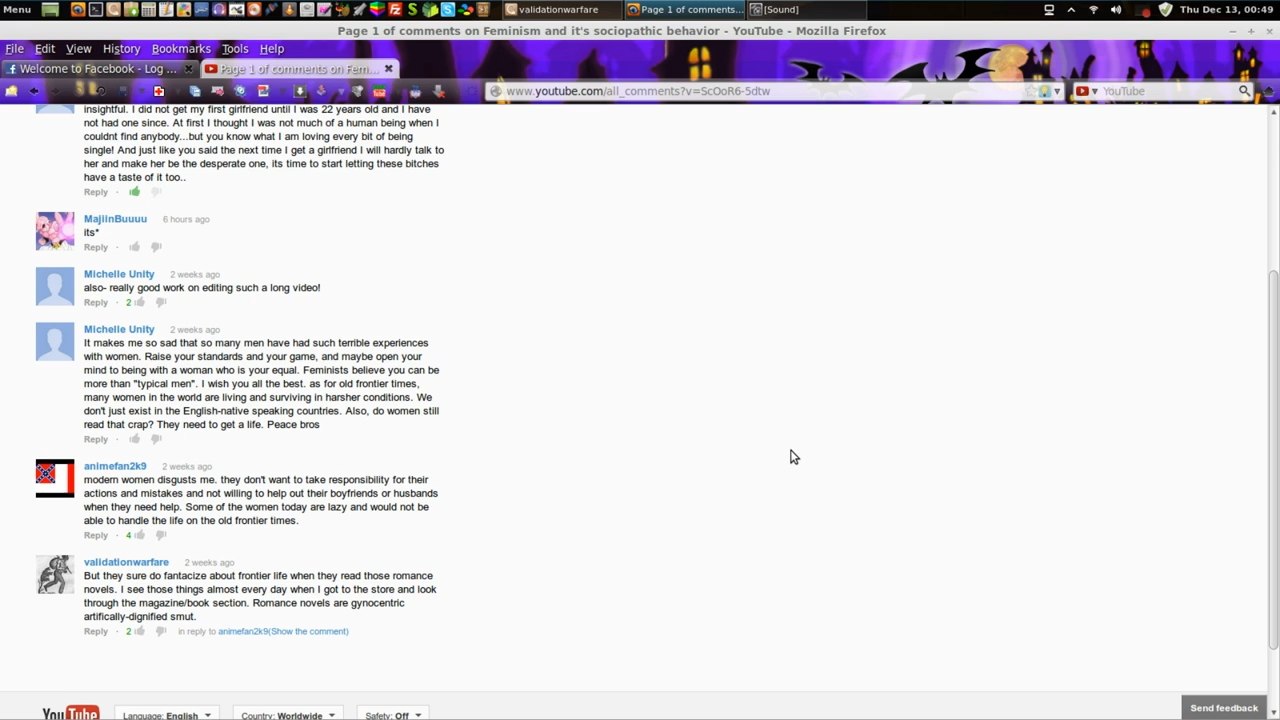 Menu
validationwarfare
Page 1 of comments...
[Sound]
Thu Dec 13, 00:49
Page 1 of comments on Feminism and it's sociopathic behavior - YouTube - Mozilla Firefox
File Edit View History Bookmarks Tools Help
Welcome to Facebook - Log ...
Page 1 of comments on Fem...
www.youtube.com/all_comments?v=ScOoR6-5dtw
YouTube
insightful. I did not get my first girlfriend until I was 22 years old and I have
not had one since. At first I thought I was not much of a human being when I
couldnt find anybody...but you know what I am loving every bit of being
single! And just like you said the next time I get a girlfriend I will hardly talk to
her and make her be the desperate one, its time to start letting these bitches
have a taste of it too..
Reply ·
MajiinBuuuu 6 hours ago
its*
Reply ·
Michelle Unity 2 weeks ago
also- really good work on editing such a long video!
Reply · 2
Michelle Unity 2 weeks ago
It makes me so sad that so many men have had such terrible experiences
with women. Raise your standards and your game, and maybe open your
mind to being with a woman who is your equal. Feminists believe you can be
more than "typical men". I wish you all the best. as for old frontier times,
many women in the world are living and surviving in harsher conditions. We
don't just exist in the English-native speaking countries. Also, do women still
read that crap? They need to get a life. Peace bros
Reply ·
animefan2k9 2 weeks ago
modern women disgusts me. they don't want to take responsibility for their
actions and mistakes and not willing to help out their boyfriends or husbands
when they need help. Some of the women today are lazy and would not be
able to handle the life on the old frontier times.
Reply · 4
validationwarfare 2 weeks ago
But they sure do fantacize about frontier life when they read those romance
novels. I see those things almost every day when I got to the store and look
through the magazine/book section. Romance novels are gynocentric
artifically-dignified smut.
Reply · 2 in reply to animefan2k9(Show the comment)
YouTube
Language: English
Country: Worldwide
Safety: Off
Send feedback